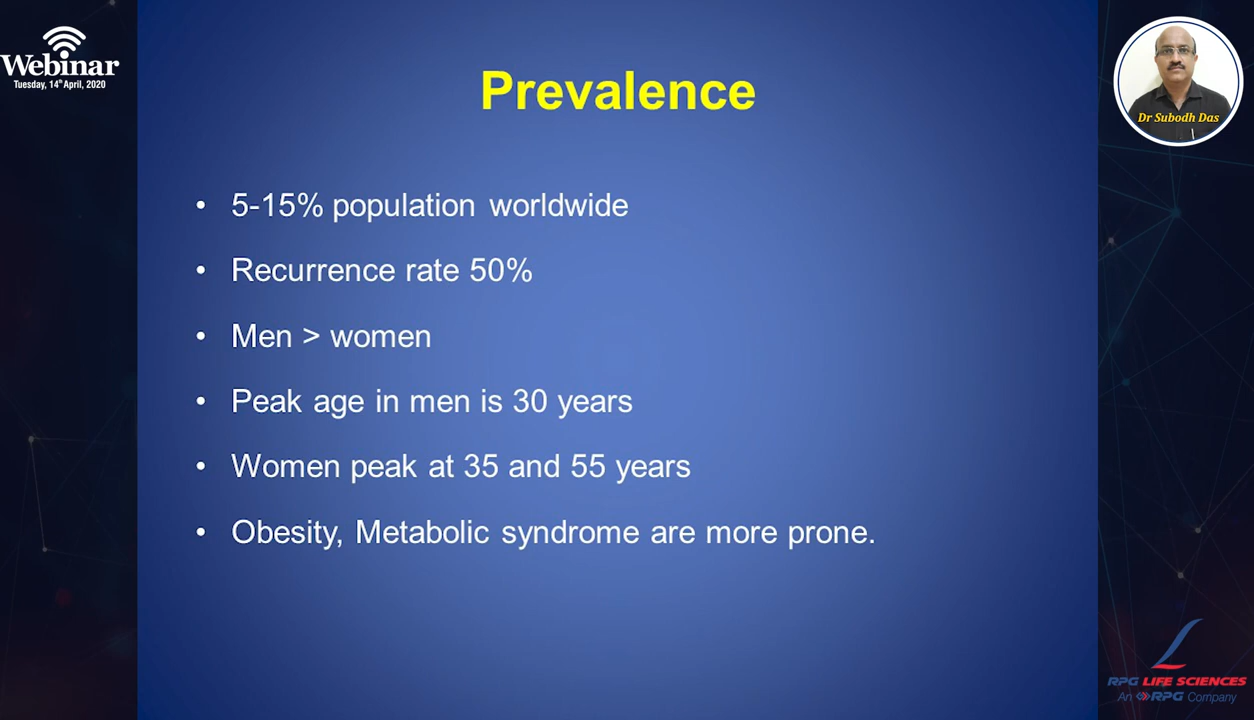 Webinar
Tuesday, 14th April, 2020
Prevalence
Dr Subodh Das
• 5-15% population worldwide
• Recurrence rate 50%
• Men > women
• Peak age in men is 30 years
• Women peak at 35 and 55 years
• Obesity, Metabolic syndrome are more prone.
RPG LIFE SCIENCES
An RPG Company